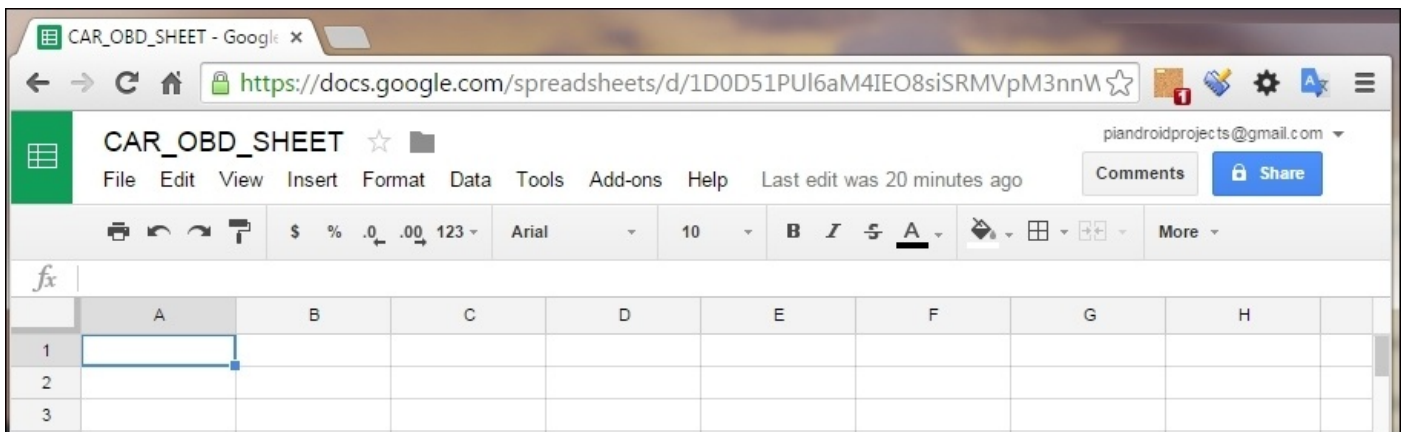 CAR_OBD_SHEET - Google
https://docs.google.com/spreadsheets/d/1D0D51PUl6aM4IEO8siSRMVpM3nnW
1
CAR_OBD_SHEET
piandroidprojects@gmail.com
File Edit View Insert Format Data Tools Add-ons Help Last edit was 20 minutes ago
Comments Share
$ % .0 .00 123 Arial 10 B I S A More
fx
A B C D E F G H
1
2
3